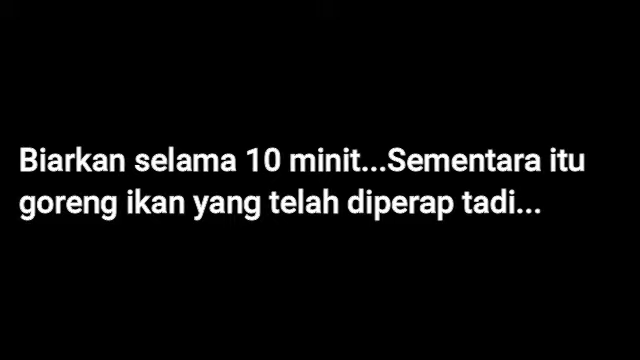 Biarkan selama 10 minit...Sementara itu
goreng ikan yang telah diperap tadi...